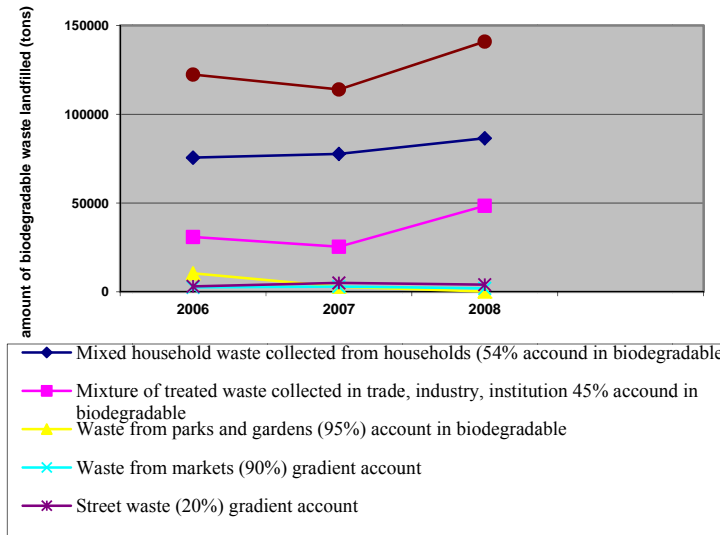 amount of biodegradable waste landfilled (tons)
150000
100000
50000
0
2006 2007 2008
Mixed household waste collected from households (54% accound in biodegradable
Mixture of treated waste collected in trade, industry, institution 45% accound in
biodegradable
Waste from parks and gardens (95%) account in biodegradable
Waste from markets (90%) gradient account
Street waste (20%) gradient account